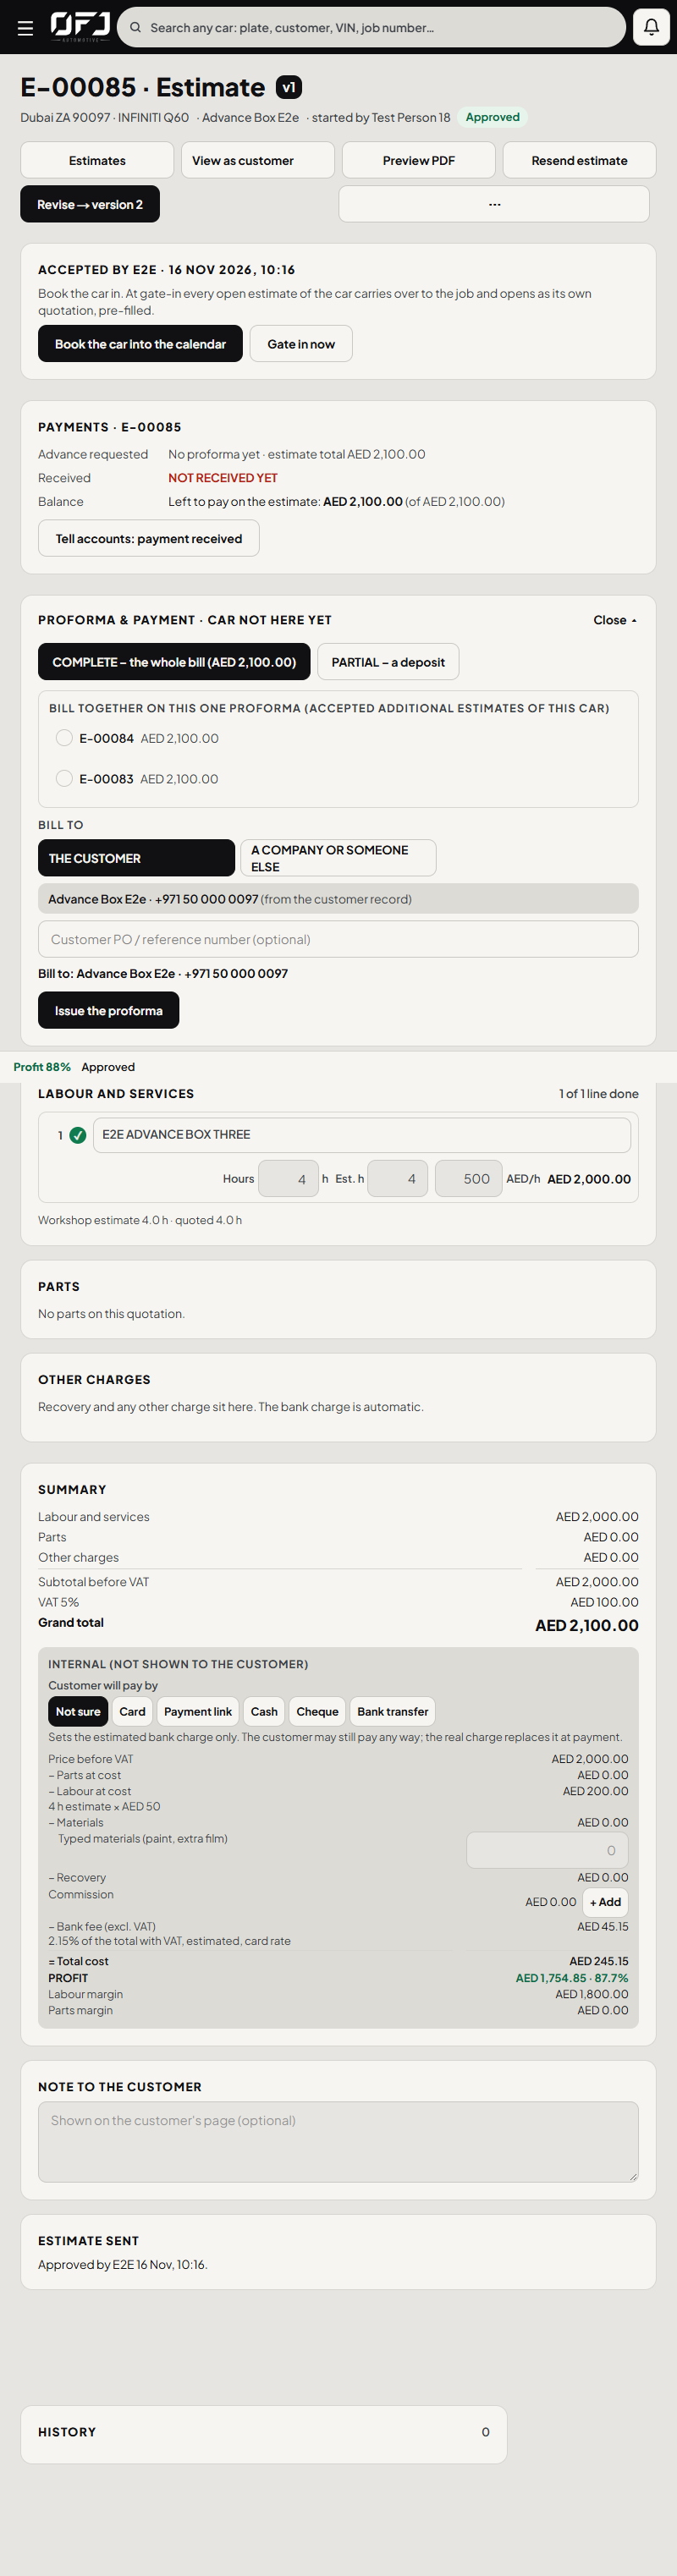 OFJ
AUTOMOTIVE
Search any car: plate, customer, VIN, job number...
E-00085 · Estimate v1
Dubai ZA 90097 · INFINITI Q60 · Advance Box E2e · started by Test Person 18 Approved
Estimates
View as customer
Preview PDF
Resend estimate
Revise → version 2
...
ACCEPTED BY E2E · 16 NOV 2026, 10:16
Book the car in. At gate-in every open estimate of the car carries over to the job and opens as its own
quotation, pre-filled.
Book the car into the calendar
Gate in now
PAYMENTS · E-00085
Advance requested No proforma yet · estimate total AED 2,100.00
Received NOT RECEIVED YET
Balance Left to pay on the estimate: AED 2,100.00 (of AED 2,100.00)
Tell accounts: payment received
PROFORMA & PAYMENT · CAR NOT HERE YET Close
COMPLETE – the whole bill (AED 2,100.00)
PARTIAL – a deposit
BILL TOGETHER ON THIS ONE PROFORMA (ACCEPTED ADDITIONAL ESTIMATES OF THIS CAR)
E-00084 AED 2,100.00
E-00083 AED 2,100.00
BILL TO
THE CUSTOMER
A COMPANY OR SOMEONE
ELSE
Advance Box E2e · +971 50 000 0097 (from the customer record)
Customer PO / reference number (optional)
Bill to: Advance Box E2e · +971 50 000 0097
Issue the proforma
Profit 88% Approved
LABOUR AND SERVICES 1 of 1 line done
1 E2E ADVANCE BOX THREE
Hours 4 h Est. h 4 500 AED/h AED 2,000.00
Workshop estimate 4.0 h · quoted 4.0 h
PARTS
No parts on this quotation.
OTHER CHARGES
Recovery and any other charge sit here. The bank charge is automatic.
SUMMARY
Labour and services AED 2,000.00
Parts AED 0.00
Other charges AED 0.00
Subtotal before VAT AED 2,000.00
VAT 5% AED 100.00
Grand total AED 2,100.00
INTERNAL (NOT SHOWN TO THE CUSTOMER)
Customer will pay by
Not sure
Card
Payment link
Cash
Cheque
Bank transfer
Sets the estimated bank charge only. The customer may still pay any way; the real charge replaces it at payment.
Price before VAT AED 2,000.00
– Parts at cost AED 0.00
– Labour at cost AED 200.00
4 h estimate × AED 50
– Materials AED 0.00
Typed materials (paint, extra film) 0
– Recovery AED 0.00
Commission AED 0.00 + Add
– Bank fee (excl. VAT) AED 45.15
2.15% of the total with VAT, estimated, card rate
= Total cost AED 245.15
PROFIT AED 1,754.85 · 87.7%
Labour margin AED 1,800.00
Parts margin AED 0.00
NOTE TO THE CUSTOMER
Shown on the customer's page (optional)
ESTIMATE SENT
Approved by E2E 16 Nov, 10:16.
HISTORY 0